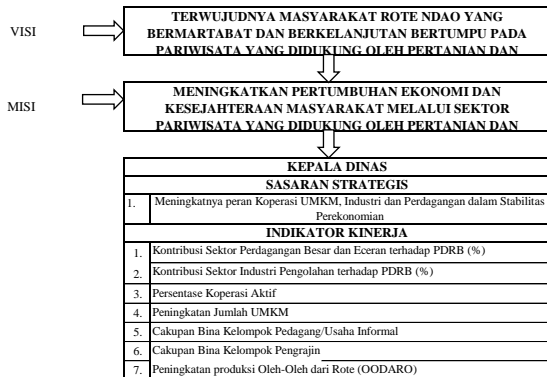 VISI
TERWUJUDNYA MASYARAKAT ROTE NDAO YANG
BERMARTABAT DAN BERKELANJUTAN BERTUMPU PADA
PARIWISATA YANG DIDUKUNG OLEH PERTANIAN DAN
MISI
MENINGKATKAN PERTUMBUHAN EKONOMI DAN
KESEJAHTERAAN MASYARAKAT MELALUI SEKTOR
PARIWISATA YANG DIDUKUNG OLEH PERTANIAN DAN
KEPALA DINAS
SASARAN STRATEGIS
1. Meningkatnya peran Koperasi UMKM, Industri dan Perdagangan dalam Stabilitas
Perekonomian
INDIKATOR KINERJA
1. Kontribusi Sektor Perdagangan Besar dan Eceran terhadap PDRB (%)
2. Kontribusi Sektor Industri Pengolahan terhadap PDRB (%)
3. Persentase Koperasi Aktif
4. Peningkatan Jumlah UMKM
5. Cakupan Bina Kelompok Pedagang/Usaha Informal
6. Cakupan Bina Kelompok Pengrajin
7. Peningkatan produksi Oleh-Oleh dari Rote (OODARO)